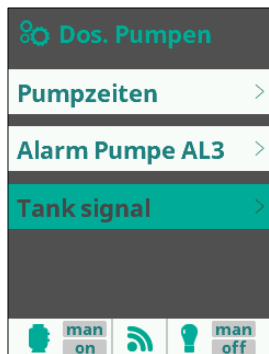 Dos. Pumpen
Pumpzeiten
Alarm Pumpe AL3
Tank signal
man man
on off